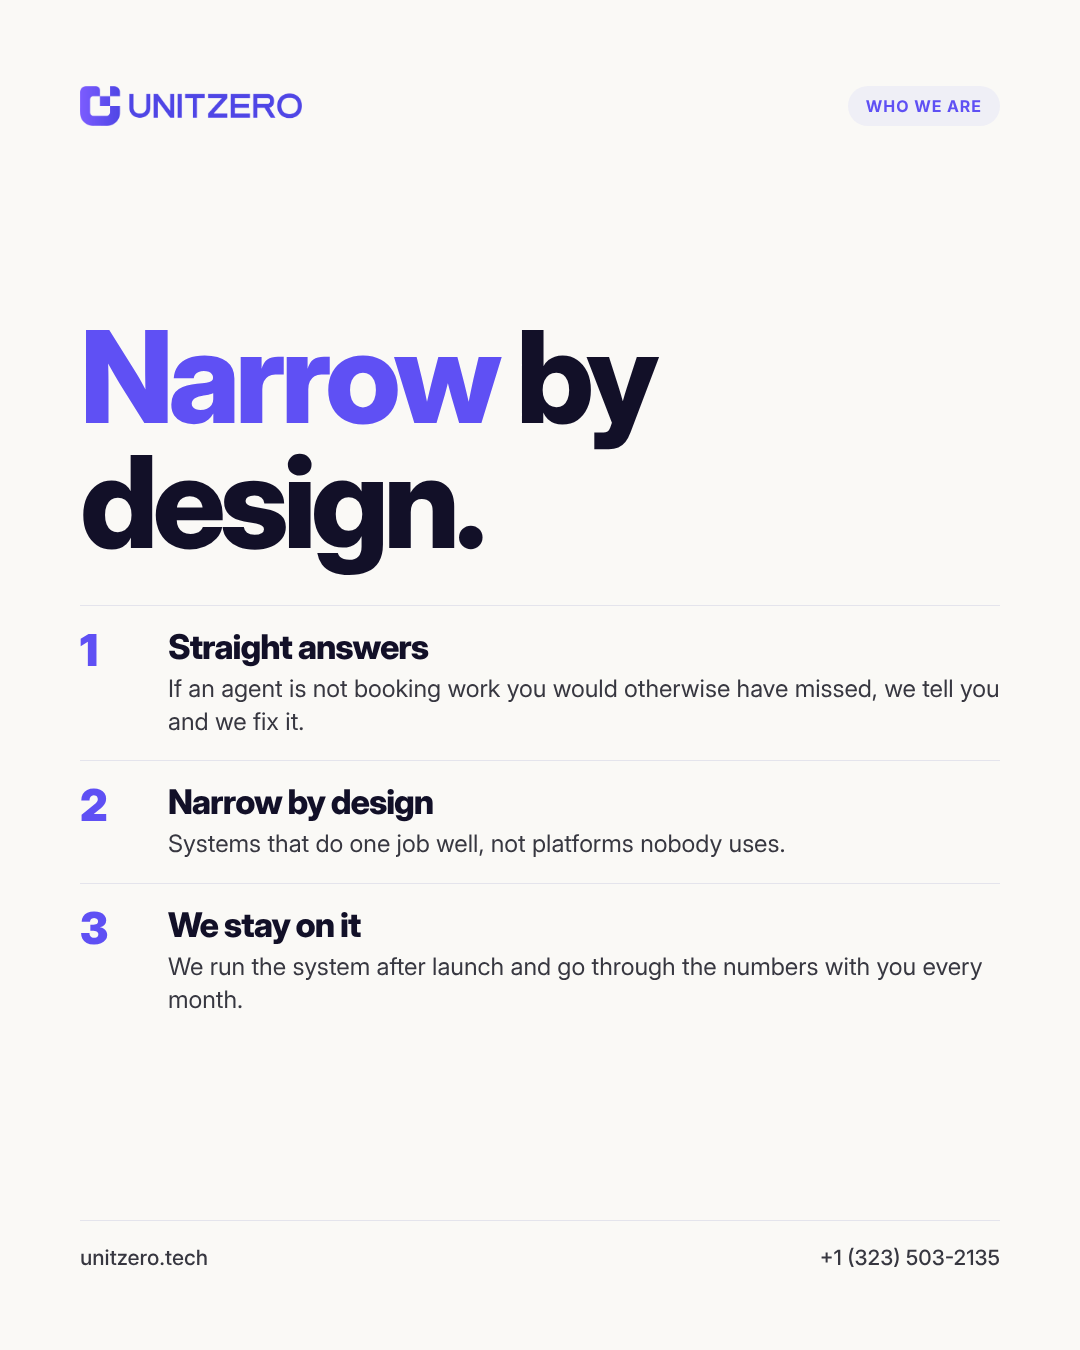 UNITZERO
WHO WE ARE
Narrow by
design.
1
Straight answers
If an agent is not booking work you would otherwise have missed, we tell you
and we fix it.
2
Narrow by design
Systems that do one job well, not platforms nobody uses.
3
We stay on it
We run the system after launch and go through the numbers with you every
month.
unitzero.tech
+1 (323) 503-2135